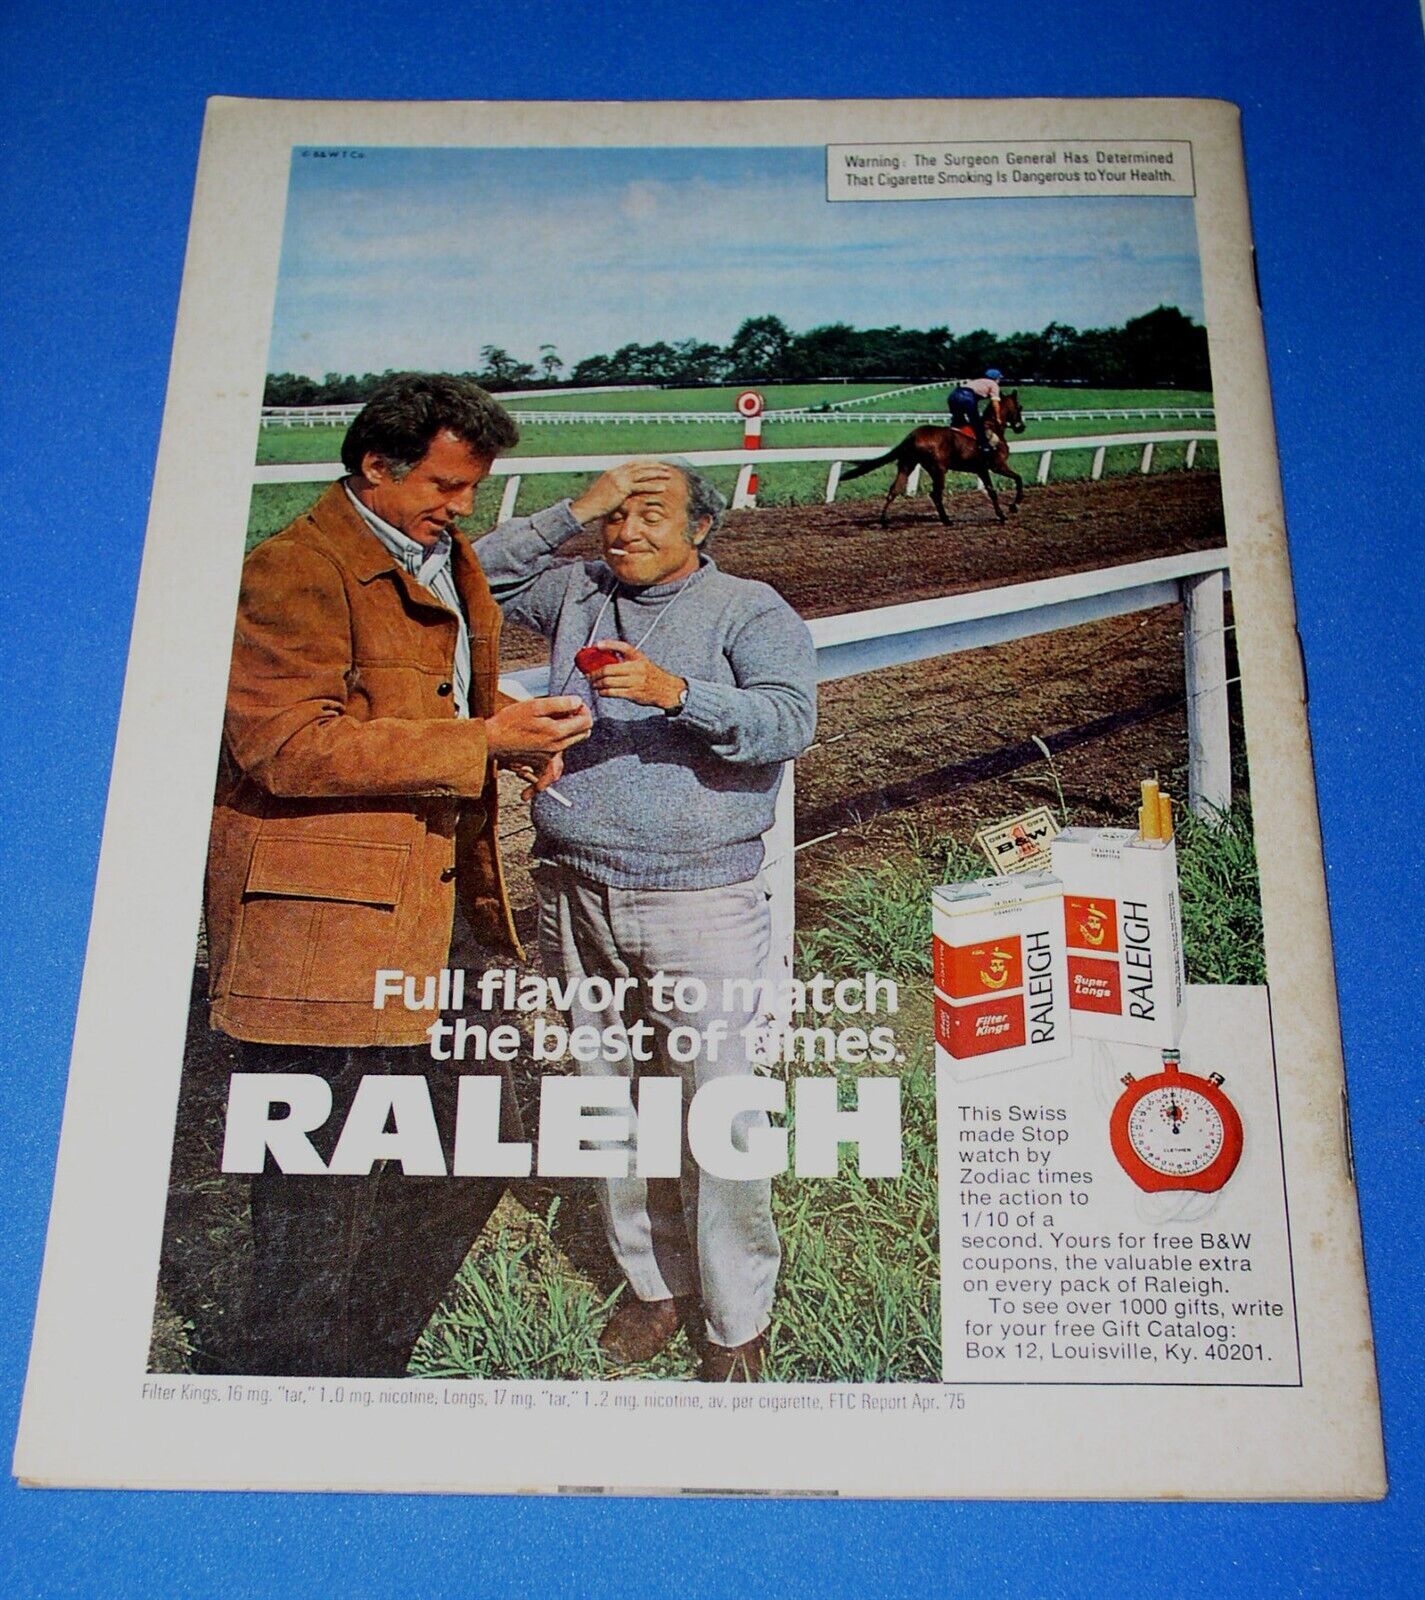 © B&W T Co.
Warning: The Surgeon General Has Determined
That Cigarette Smoking Is Dangerous to Your Health.
B&W
RALEIGH
Filter
Kings
RALEIGH
Super
Longs
Full flavor to match
the best of times.
RALEIGH
This Swiss
made Stop
watch by
Zodiac times
the action to
1/10 of a
second. Yours for free B&W
coupons, the valuable extra
on every pack of Raleigh.
To see over 1000 gifts, write
for your free Gift Catalog:
Box 12, Louisville, Ky. 40201.
Filter Kings, 16 mg. "tar," 1.0 mg. nicotine; Longs, 17 mg. "tar," 1.2 mg. nicotine, av. per cigarette, FTC Report Apr. '75